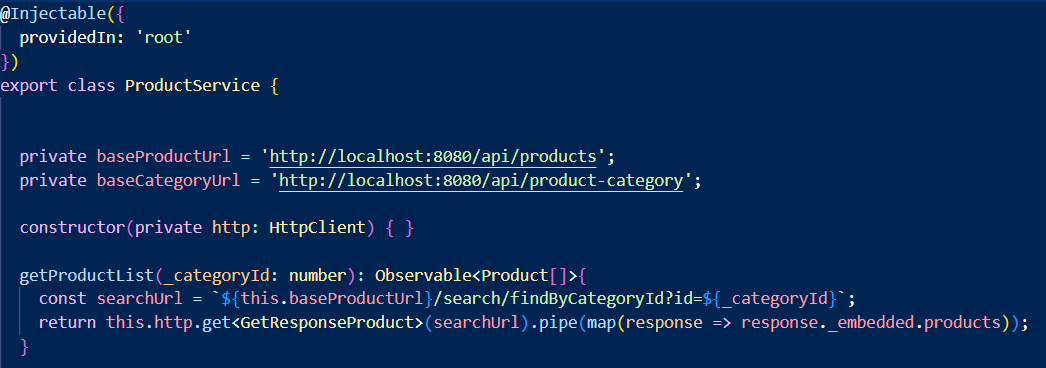 @Injectable({
  providedIn: 'root'
})
export class ProductService {
  private baseProductUrl = 'http://localhost:8080/api/products';
  private baseCategoryUrl = 'http://localhost:8080/api/product-category';
  constructor(private http: HttpClient) { }
  getProductList(_categoryId: number): Observable<Product[]>{
    const searchUrl = `${this.baseProductUrl}/search/findByCategoryId?id=${_categoryId}`;
    return this.http.get<GetResponseProduct>(searchUrl).pipe(map(response => response._embedded.products));
  }